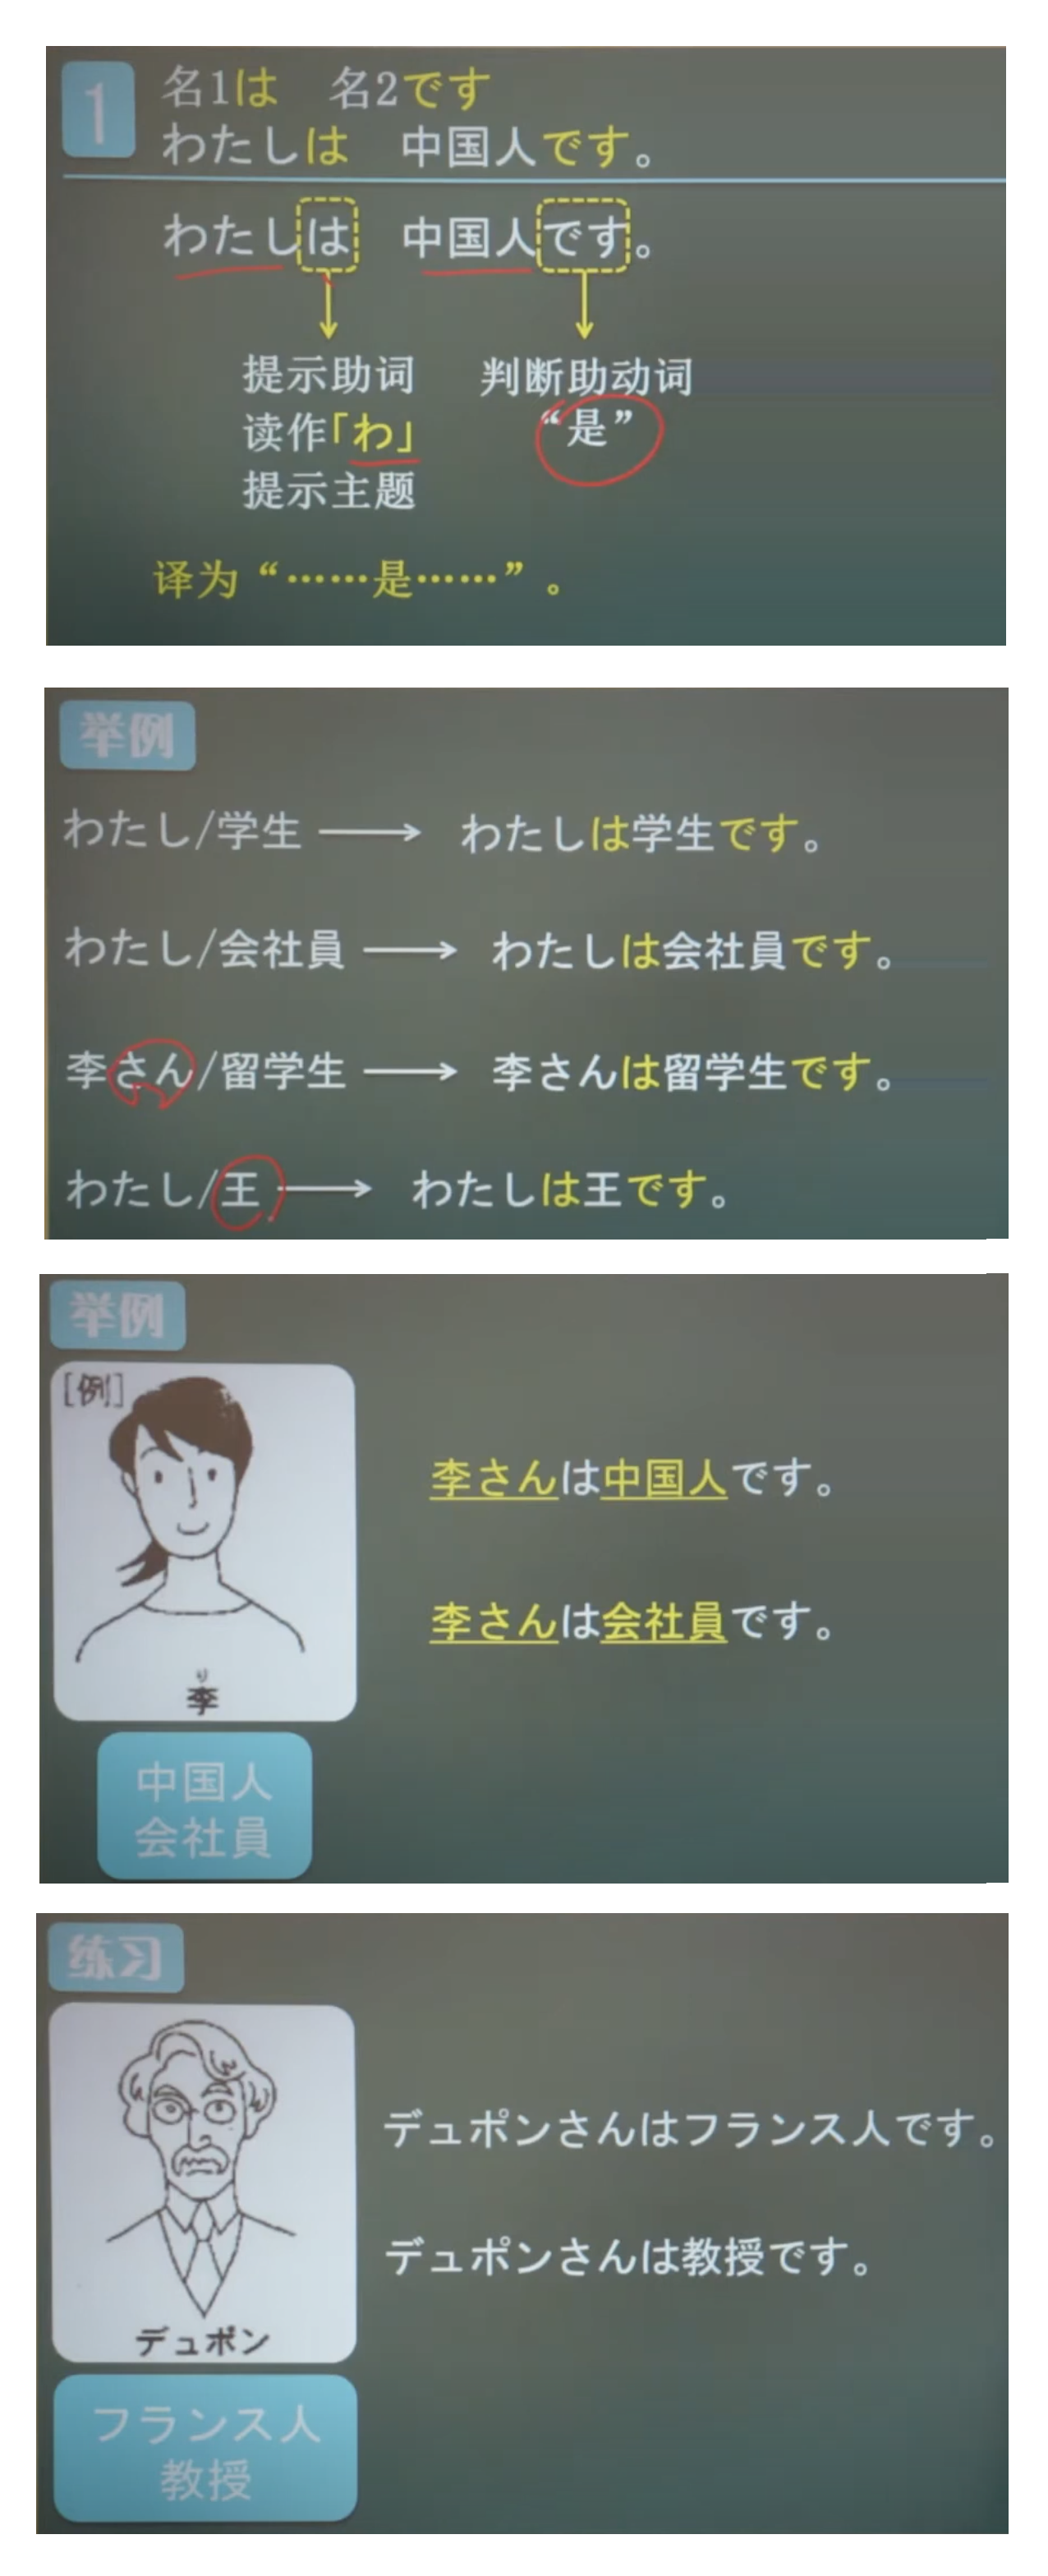 1
名1は 名2です
わたしは 中国人です。
わたしは 中国人です。
提示助词 判断助动词
读作「わ」 “是”
提示主题
译为“……是……”。
举例
わたし/学生 → わたしは学生です。
わたし/会社員 → わたしは会社員です。
李さん/留学生 → 李さんは留学生です。
わたし/王 → わたしは王です。
举例
[例]
李さんは中国人です。
李さんは会社員です。
り
李
中国人
会社員
练习
デュポンさんはフランス人です。
デュポンさんは教授です。
デュポン
フランス人
教授